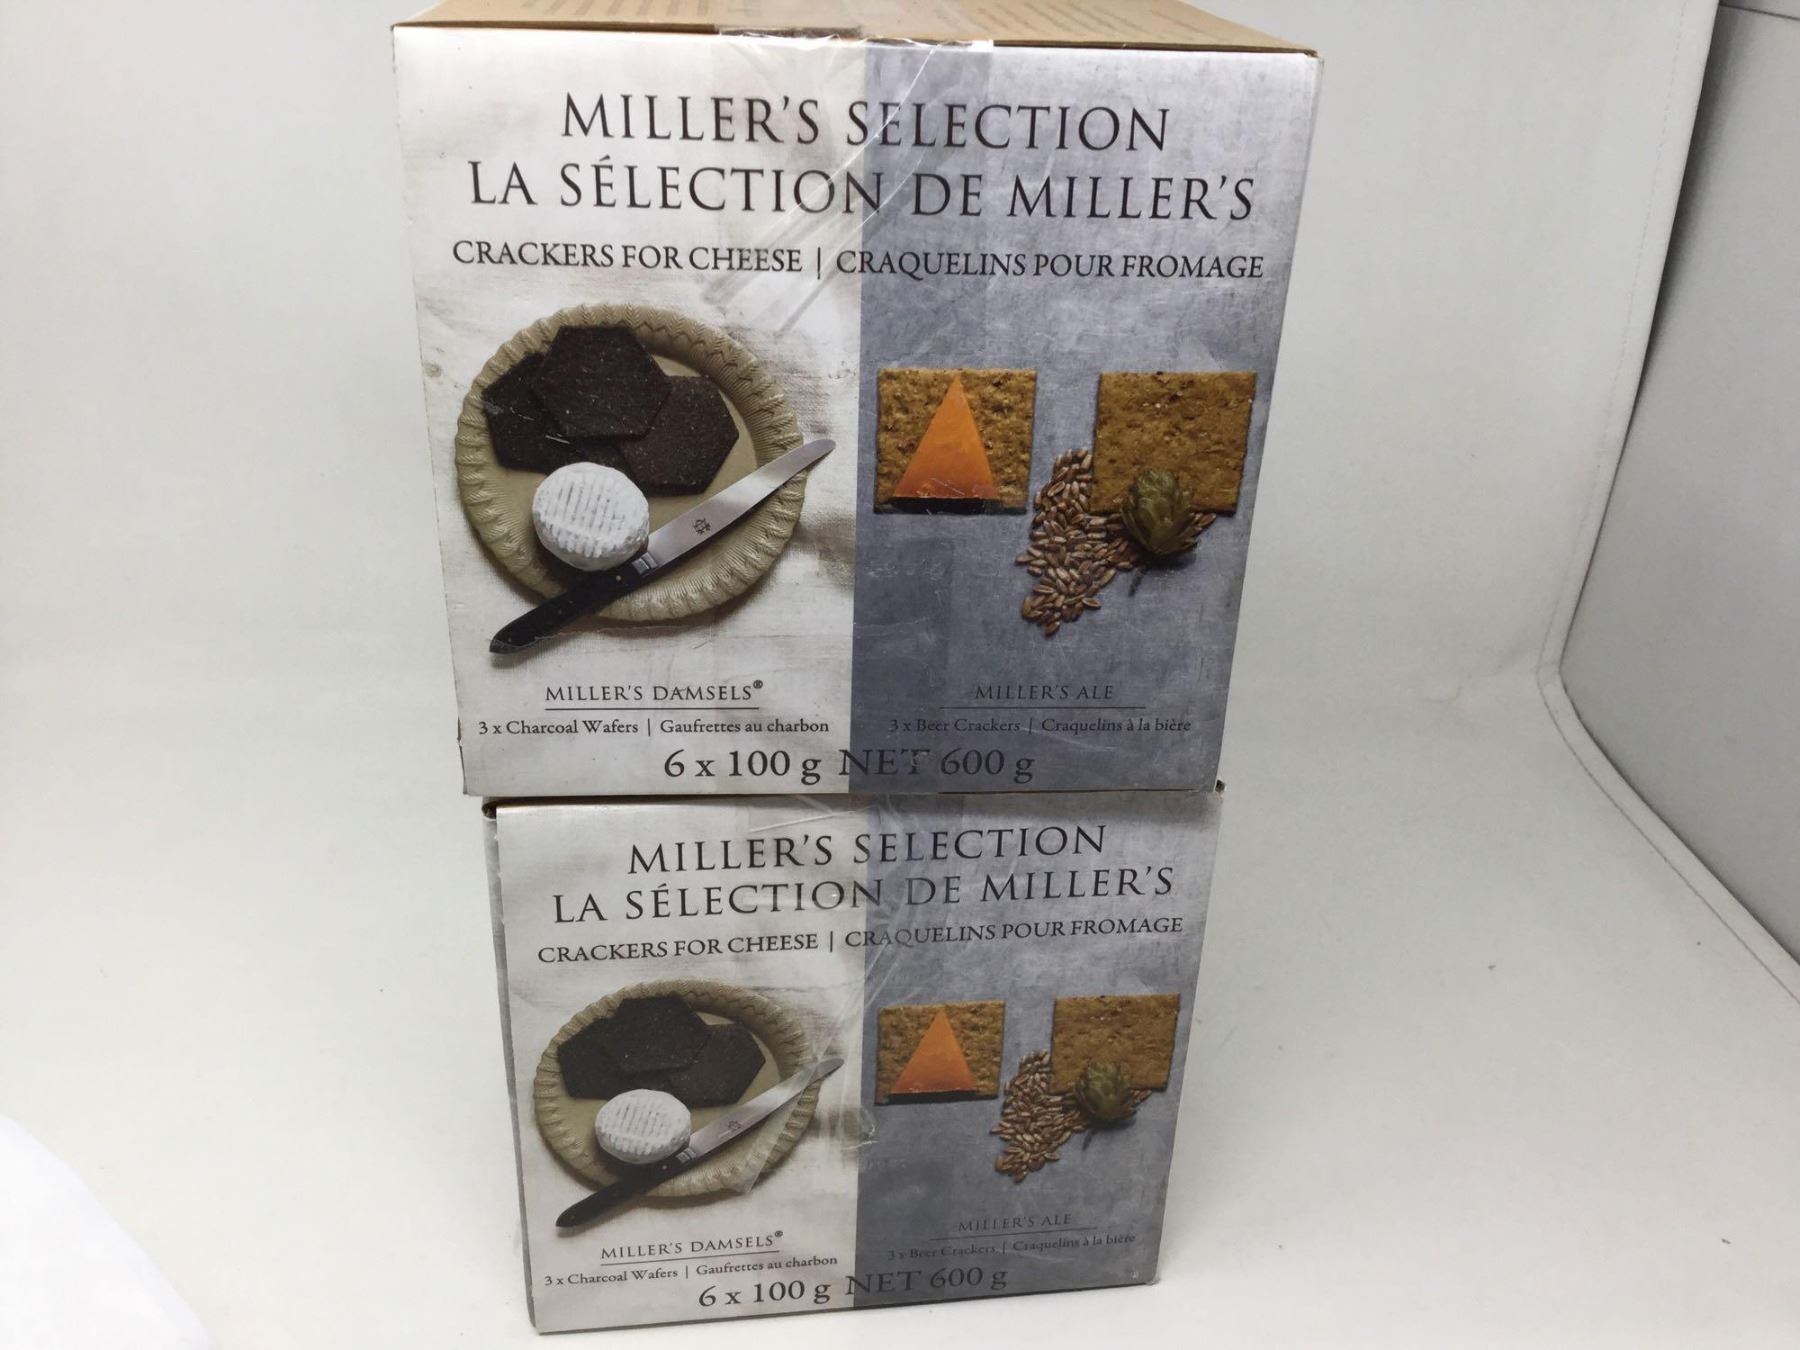 MILLER'S SELECTION
LA SÉLECTION DE MILLER'S
CRACKERS FOR CHEESE | CRAQUELINS POUR FROMAGE
MILLER'S DAMSELS®
3 x Charcoal Wafers | Gaufrettes au charbon
MILLER'S ALE
3 x Beer Crackers | Craquelins à la bière
6 x 100 g NET 600 g
MILLER'S SELECTION
LA SÉLECTION DE MILLER'S
CRACKERS FOR CHEESE | CRAQUELINS POUR FROMAGE
MILLER'S DAMSELS®
3 x Charcoal Wafers | Gaufrettes au charbon
MILLER'S ALE
3 x Beer Crackers | Craquelins à la bière
6 x 100 g NET 600 g